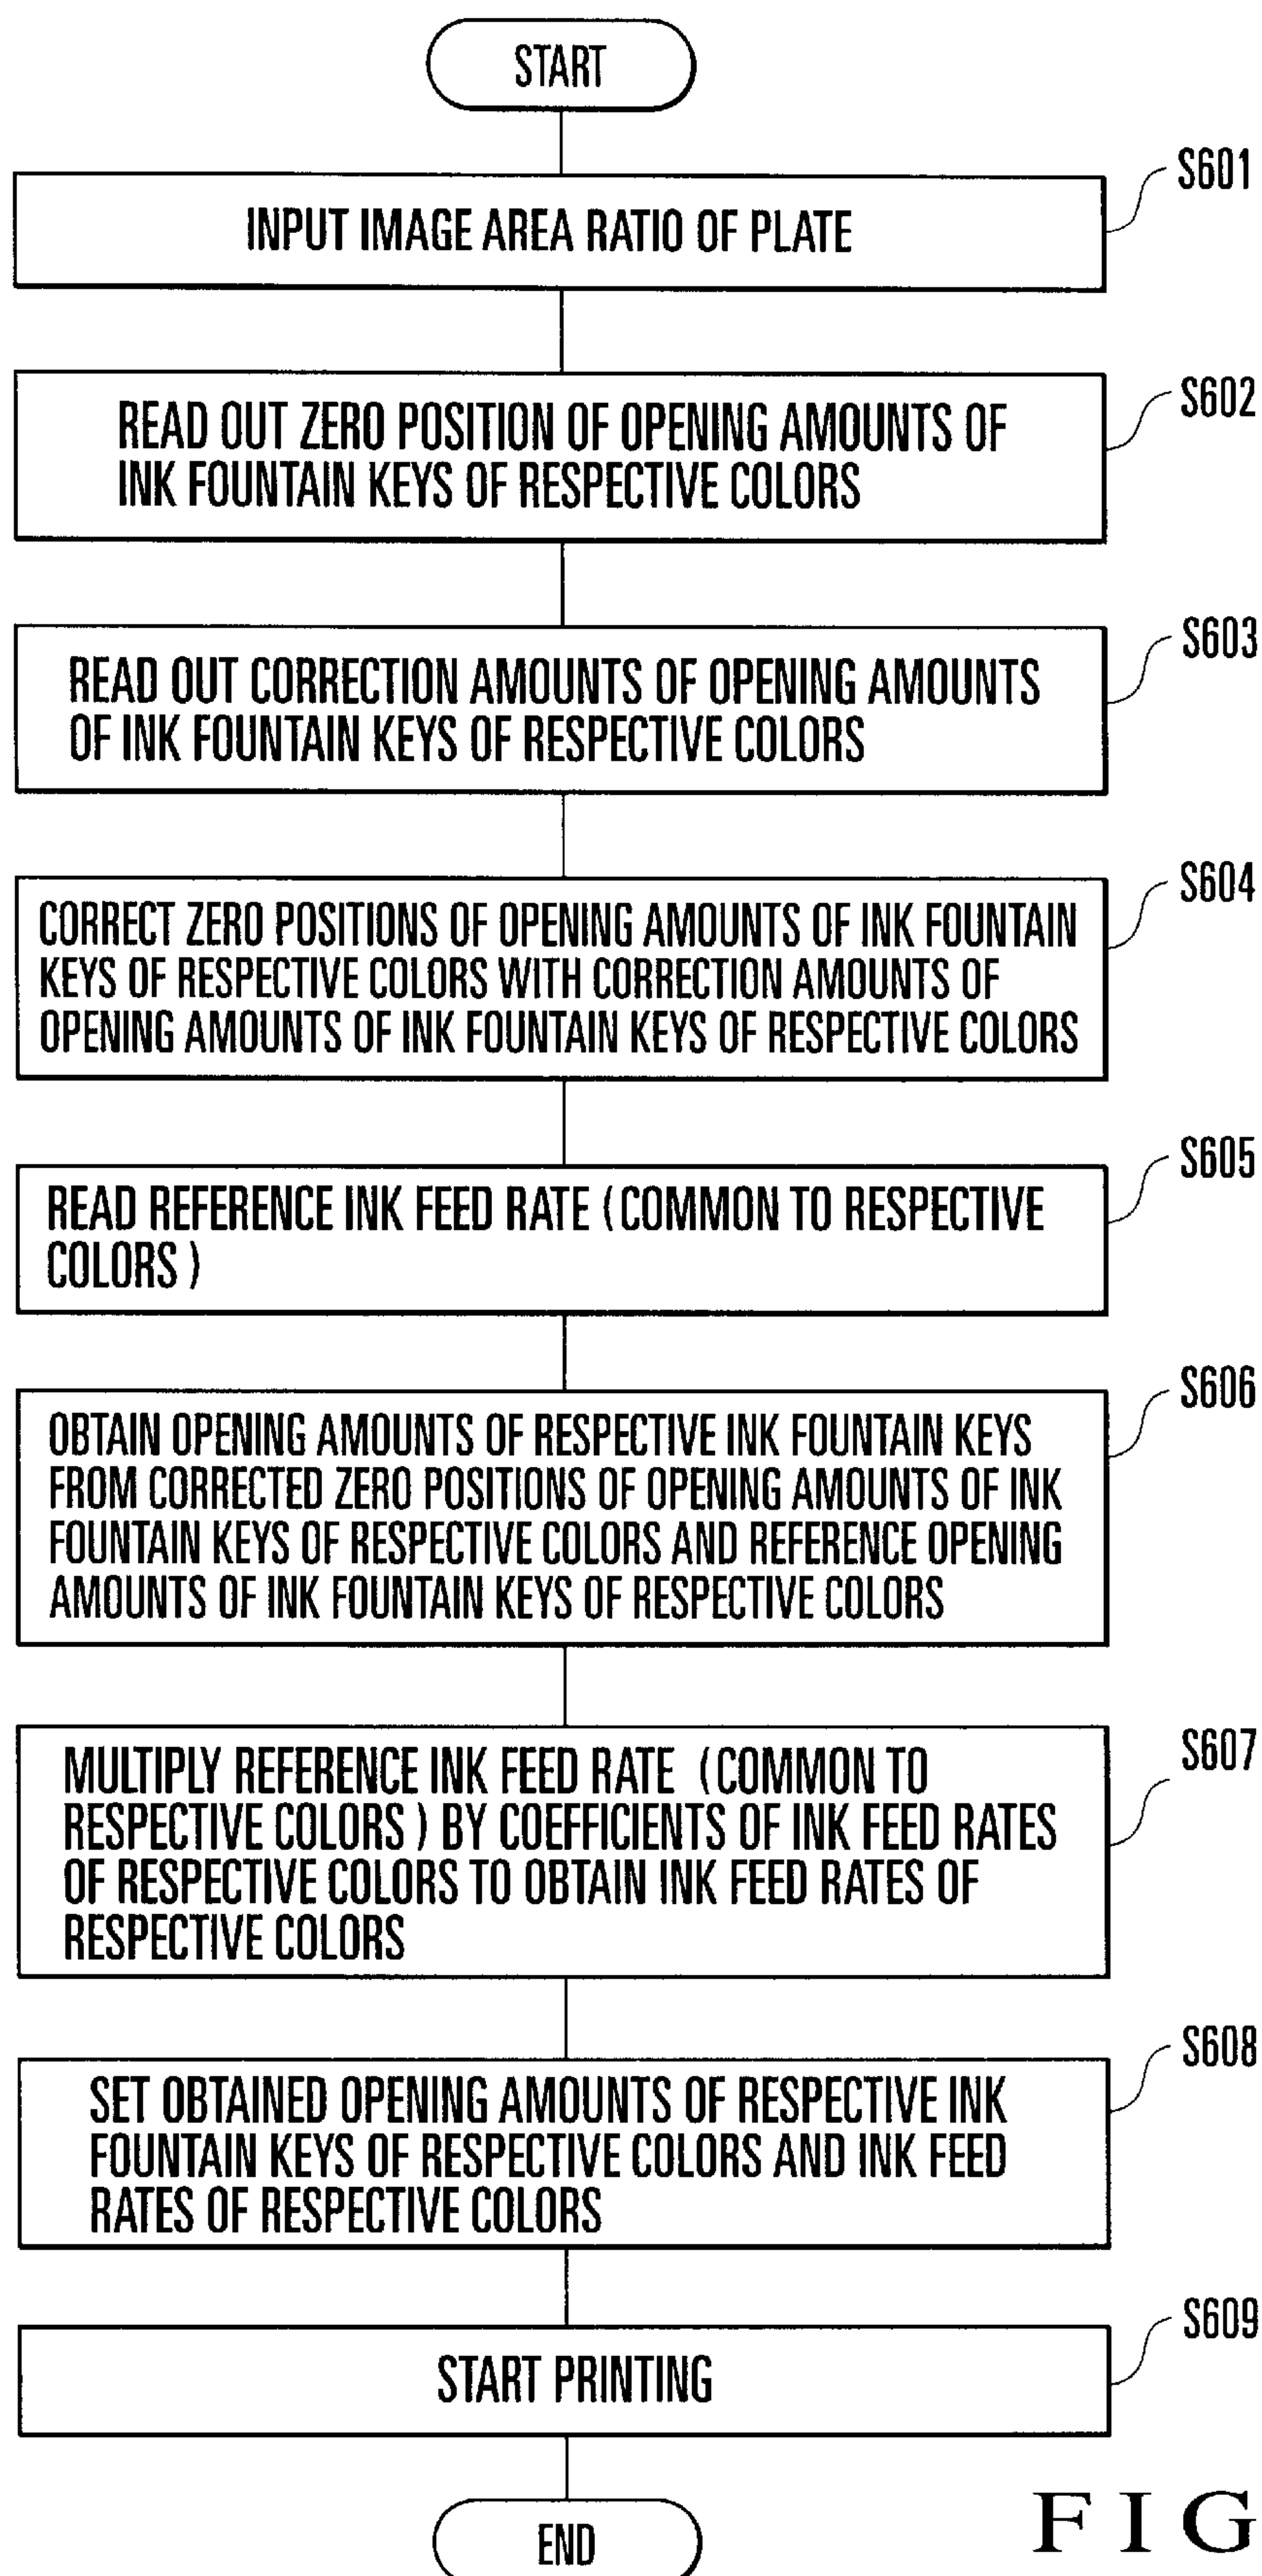 START
S601
INPUT IMAGE AREA RATIO OF PLATE
S602
READ OUT ZERO POSITION OF OPENING AMOUNTS OF
INK FOUNTAIN KEYS OF RESPECTIVE COLORS
S603
READ OUT CORRECTION AMOUNTS OF OPENING AMOUNTS
OF INK FOUNTAIN KEYS OF RESPECTIVE COLORS
S604
CORRECT ZERO POSITIONS OF OPENING AMOUNTS OF INK FOUNTAIN
KEYS OF RESPECTIVE COLORS WITH CORRECTION AMOUNTS OF
OPENING AMOUNTS OF INK FOUNTAIN KEYS OF RESPECTIVE COLORS
S605
READ REFERENCE INK FEED RATE (COMMON TO RESPECTIVE
COLORS )
S606
OBTAIN OPENING AMOUNTS OF RESPECTIVE INK FOUNTAIN KEYS
FROM CORRECTED ZERO POSITIONS OF OPENING AMOUNTS OF INK
FOUNTAIN KEYS OF RESPECTIVE COLORS AND REFERENCE OPENING
AMOUNTS OF INK FOUNTAIN KEYS OF RESPECTIVE COLORS
S607
MULTIPLY REFERENCE INK FEED RATE (COMMON TO
RESPECTIVE COLORS ) BY COEFFICIENTS OF INK FEED RATES
OF RESPECTIVE COLORS TO OBTAIN INK FEED RATES OF
RESPECTIVE COLORS
S608
SET OBTAINED OPENING AMOUNTS OF RESPECTIVE INK
FOUNTAIN KEYS OF RESPECTIVE COLORS AND INK FEED
RATES OF RESPECTIVE COLORS
S609
START PRINTING
END
FIG